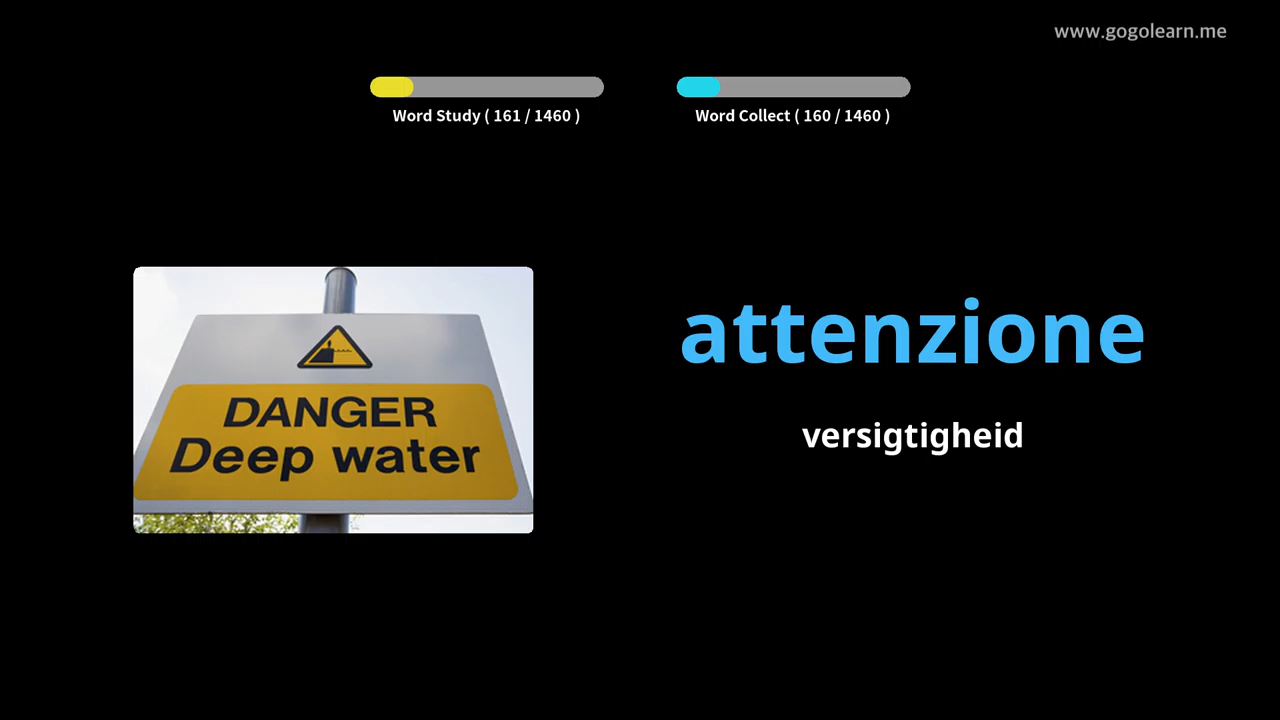 www.gogolearn.me
Word Study ( 161 / 1460 )
Word Collect ( 160 / 1460 )
DANGER
Deep water
attenzione
versigtigheid